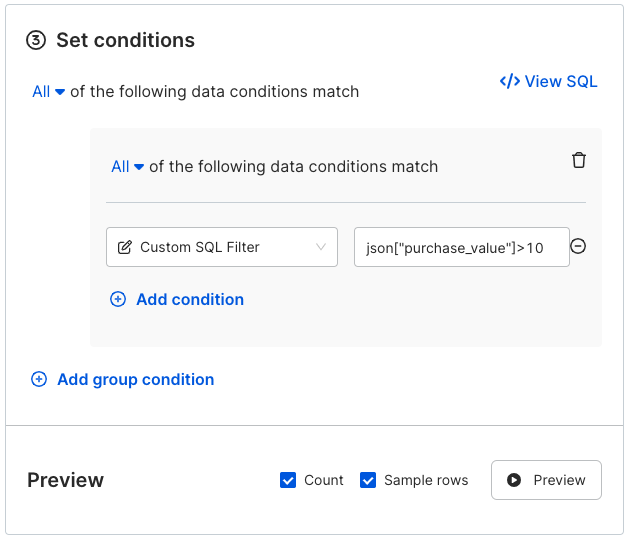 3 Set conditions
</> View SQL
All of the following data conditions match
All of the following data conditions match
Custom SQL Filter json["purchase_value"]>10
Add condition
Add group condition
Preview Count Sample rows Preview